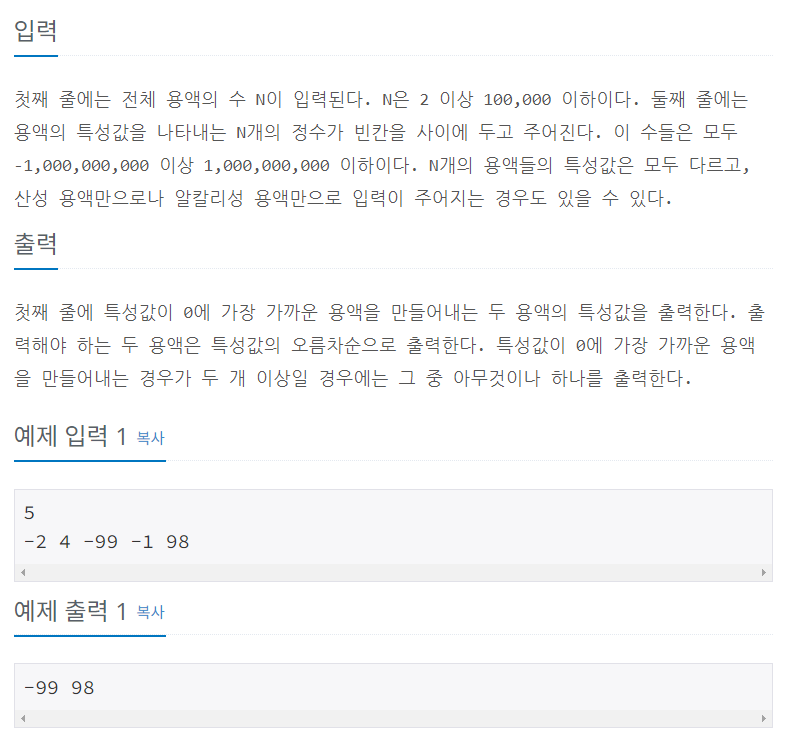 입력
첫째 줄에는 전체 용액의 수 N이 입력된다. N은 2 이상 100,000 이하이다. 둘째 줄에는
용액의 특성값을 나타내는 N개의 정수가 빈칸을 사이에 두고 주어진다. 이 수들은 모두
-1,000,000,000 이상 1,000,000,000 이하이다. N개의 용액들의 특성값은 모두 다르고,
산성 용액만으로나 알칼리성 용액만으로 입력이 주어지는 경우도 있을 수 있다.
출력
첫째 줄에 특성값이 0에 가장 가까운 용액을 만들어내는 두 용액의 특성값을 출력한다. 출
력해야 하는 두 용액은 특성값의 오름차순으로 출력한다. 특성값이 0에 가장 가까운 용액
을 만들어내는 경우가 두 개 이상일 경우에는 그 중 아무것이나 하나를 출력한다.
예제 입력 1 복사
5
-2 4 -99 -1 98
예제 출력 1 복사
-99 98